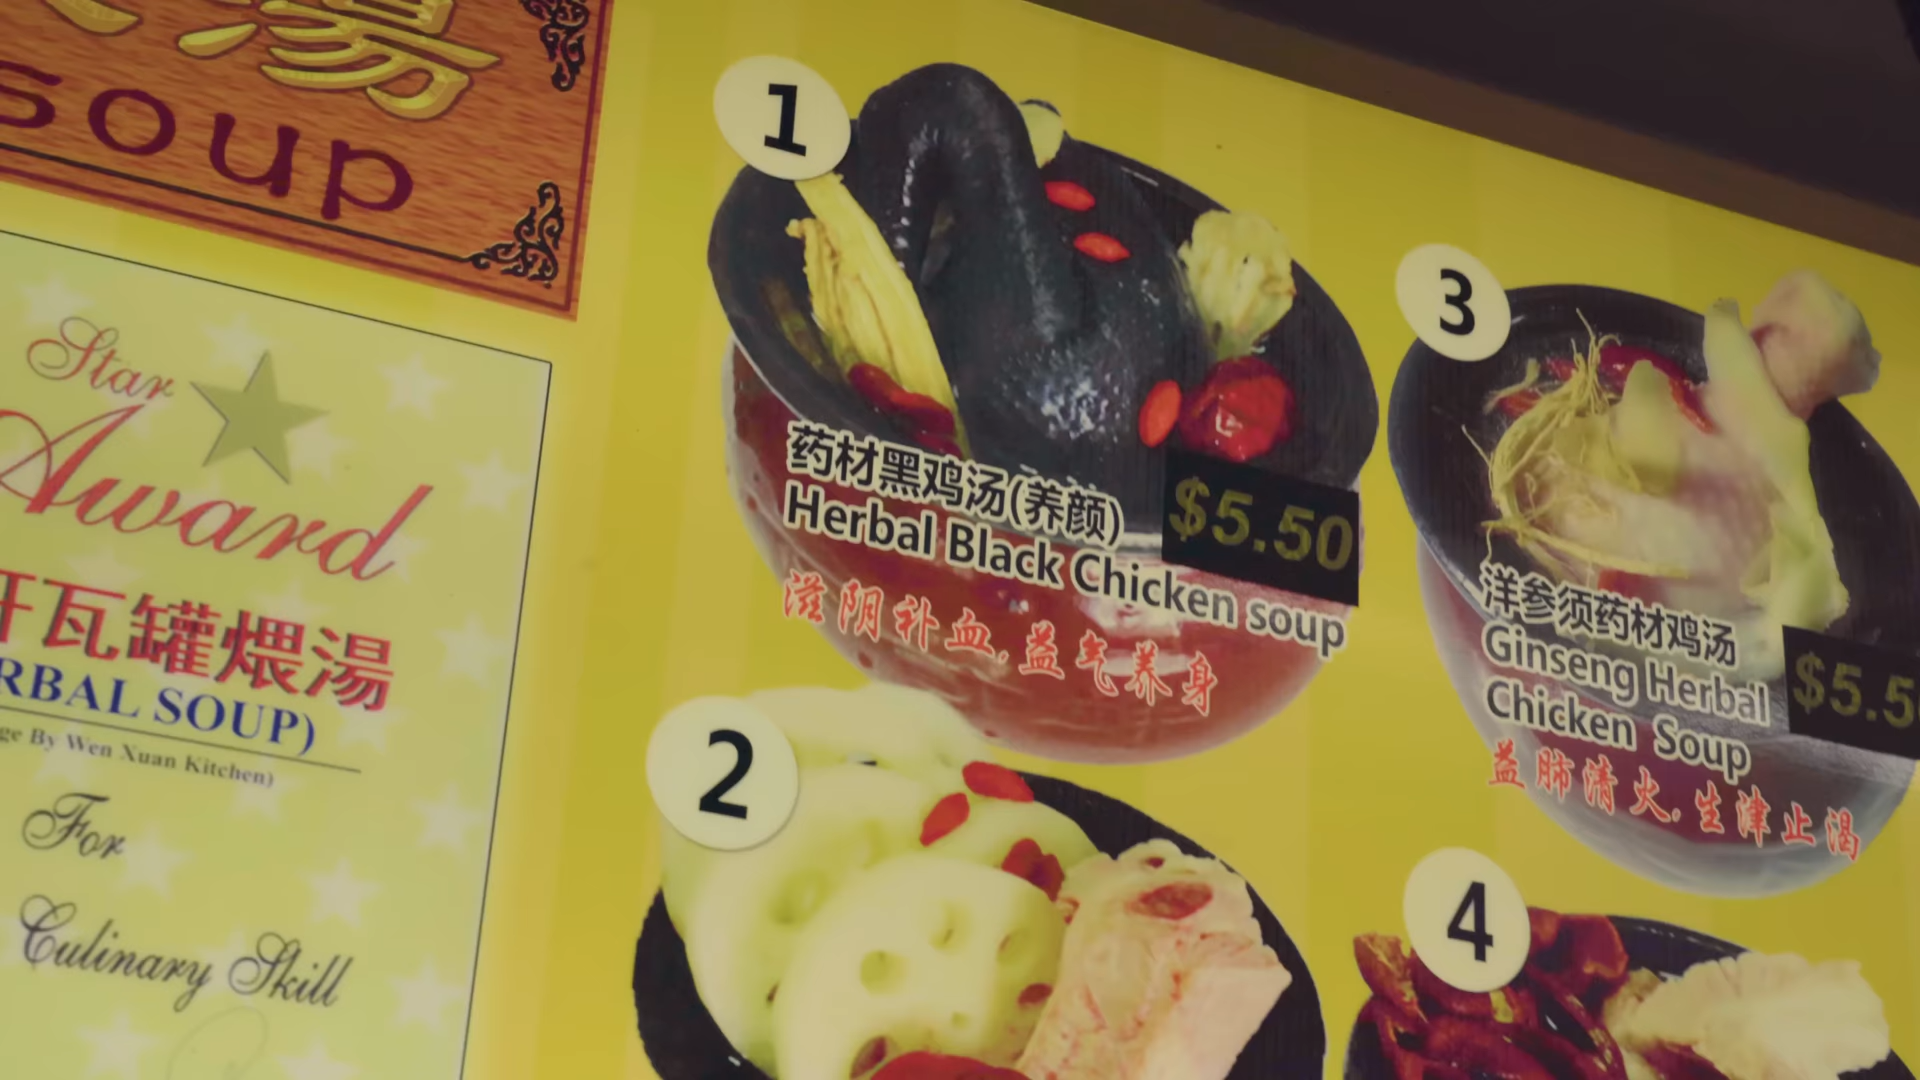 湯
soup
Star
Award
瓦罐煨湯
RBAL SOUP)
ge By Wen Xuan Kitchen)
For
Culinary Skill
1
药材黑鸡汤(养颜)
Herbal Black Chicken soup
$5.50
滋阴补血.益气养身
2
3
洋参须药材鸡汤
Ginseng Herbal
Chicken Soup
$5.5
益肺清火.生津止渴
4